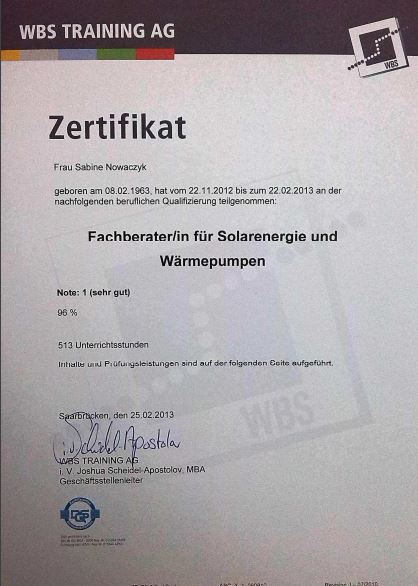 WBS TRAINING AG
WBS
Zertifikat
Frau Sabine Nowaczyk
geboren am 08.02.1963, hat vom 22.11.2012 bis zum 22.02.2013 an der
nachfolgenden beruflichen Qualifizierung teilgenommen:
Fachberater/in für Solarenergie und
Wärmepumpen
Note: 1 (sehr gut)
96 %
513 Unterrichtsstunden
Inhalte und Prüfungsleistungen sind auf der folgenden Seite aufgeführt.
WBS
Saarbrücken, den 25.02.2013
i.V. Scheidel-Apostolov
WBS TRAINING AG
i. V. Joshua Scheidel-Apostolov, MBA
Geschäftsstellenleiter